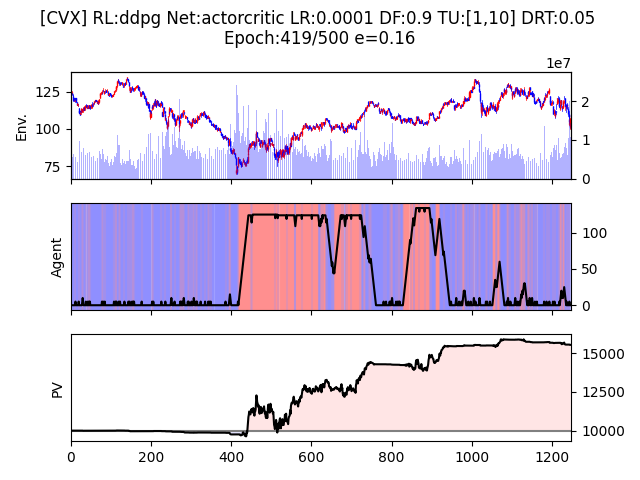 [CVX] RL:ddpg Net:actorcritic LR:0.0001 DF:0.9 TU:[1,10] DRT:0.05
Epoch:419/500 e=0.16
1e7
Env.
125
100
75
2
1
0
Agent
100
50
0
PV
15000
12500
10000
0 200 400 600 800 1000 1200